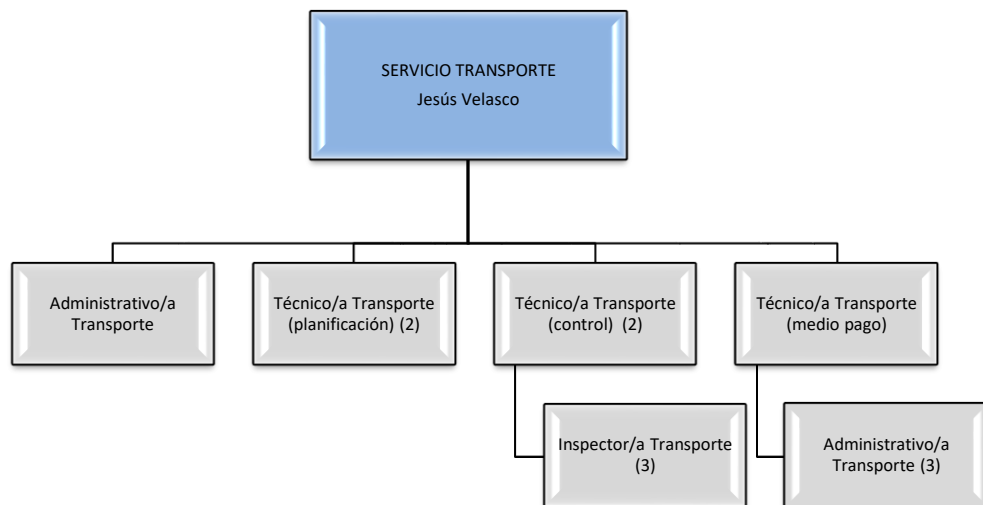 SERVICIO TRANSPORTE
Jesús Velasco
Administrativo/a
Transporte
Técnico/a Transporte
(planificación) (2)
Técnico/a Transporte
(control) (2)
Técnico/a Transporte
(medio pago)
Inspector/a Transporte
(3)
Administrativo/a
Transporte (3)